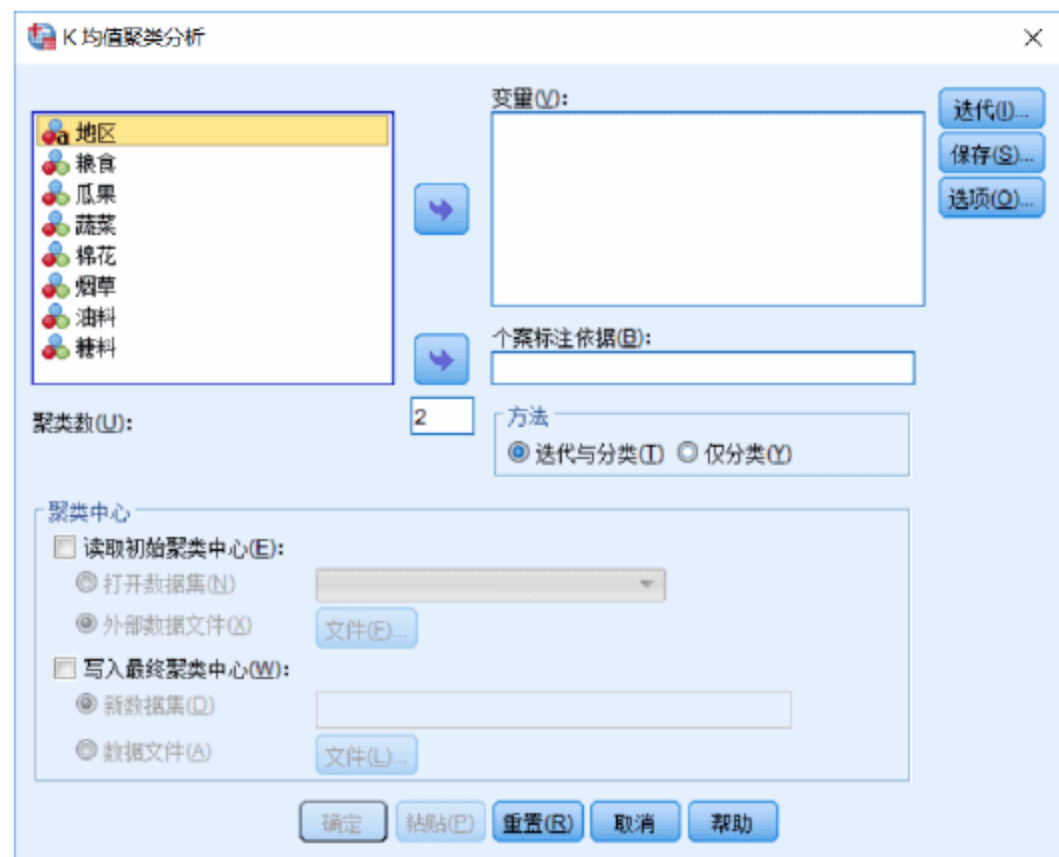 K 均值聚类分析
变量(V):
地区
粮食
瓜果
蔬菜
棉花
烟草
油料
糖料
迭代(I)...
保存(S)...
选项(O)...
个案标注依据(B):
聚类数(U):
2
方法
迭代与分类(T) 仅分类(Y)
聚类中心
读取初始聚类中心(E):
打开数据集(N)
外部数据文件(X) 文件(F)...
写入最终聚类中心(W):
新数据集(D)
数据文件(A) 文件(L)...
确定 粘贴(P) 重置(R) 取消 帮助